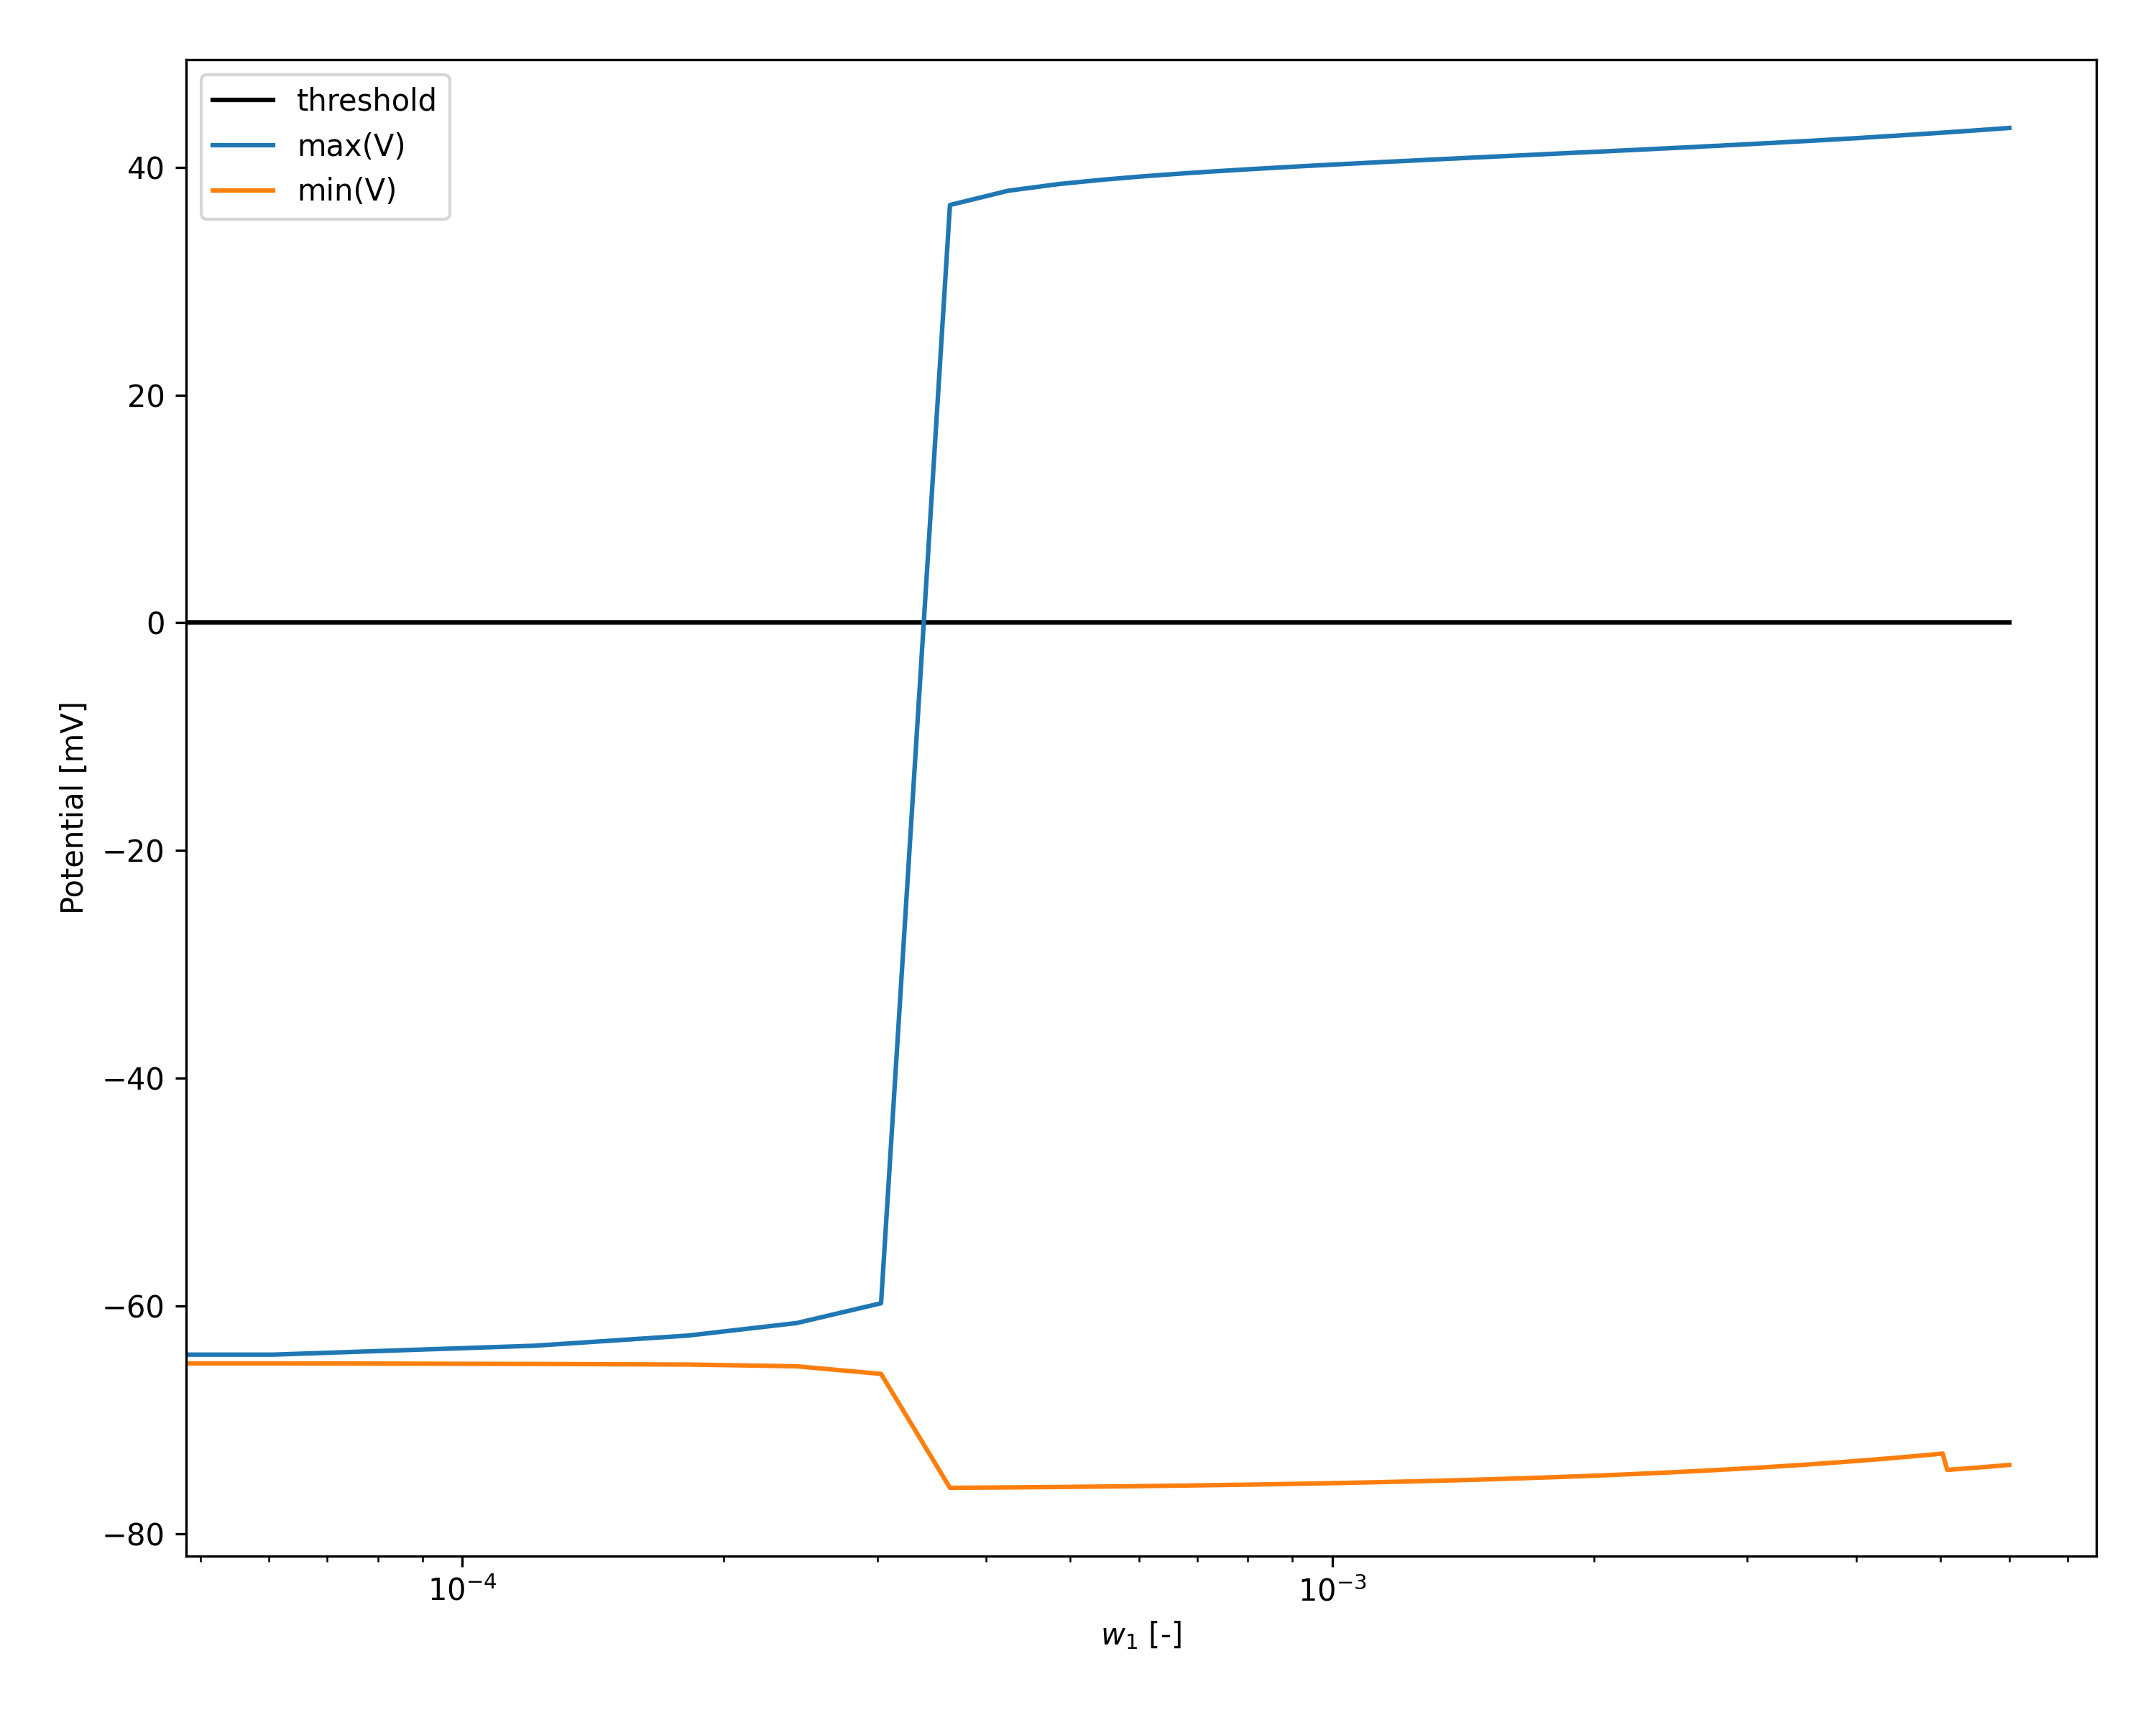 threshold
max(V)
min(V)
40
20
0
−20
−40
−60
−80
Potential [mV]
10⁻⁴
10⁻³
w₁ [-]